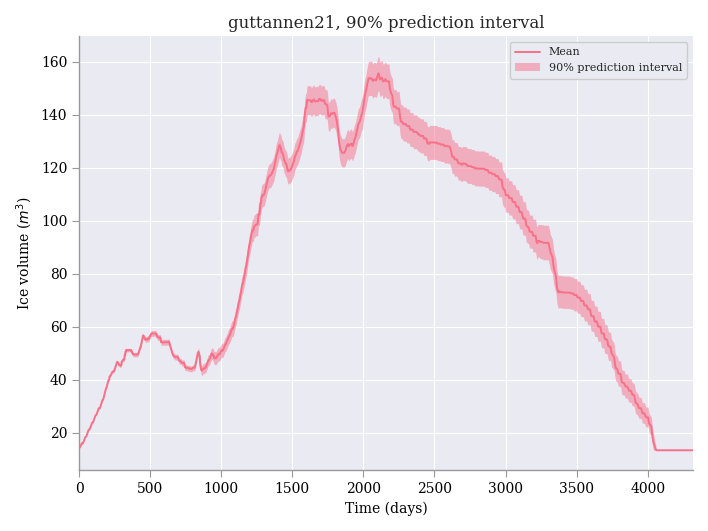 guttannen21, 90% prediction interval
Mean
90% prediction interval
Ice volume (m³)
160
140
120
100
80
60
40
20
0 500 1000 1500 2000 2500 3000 3500 4000
Time (days)